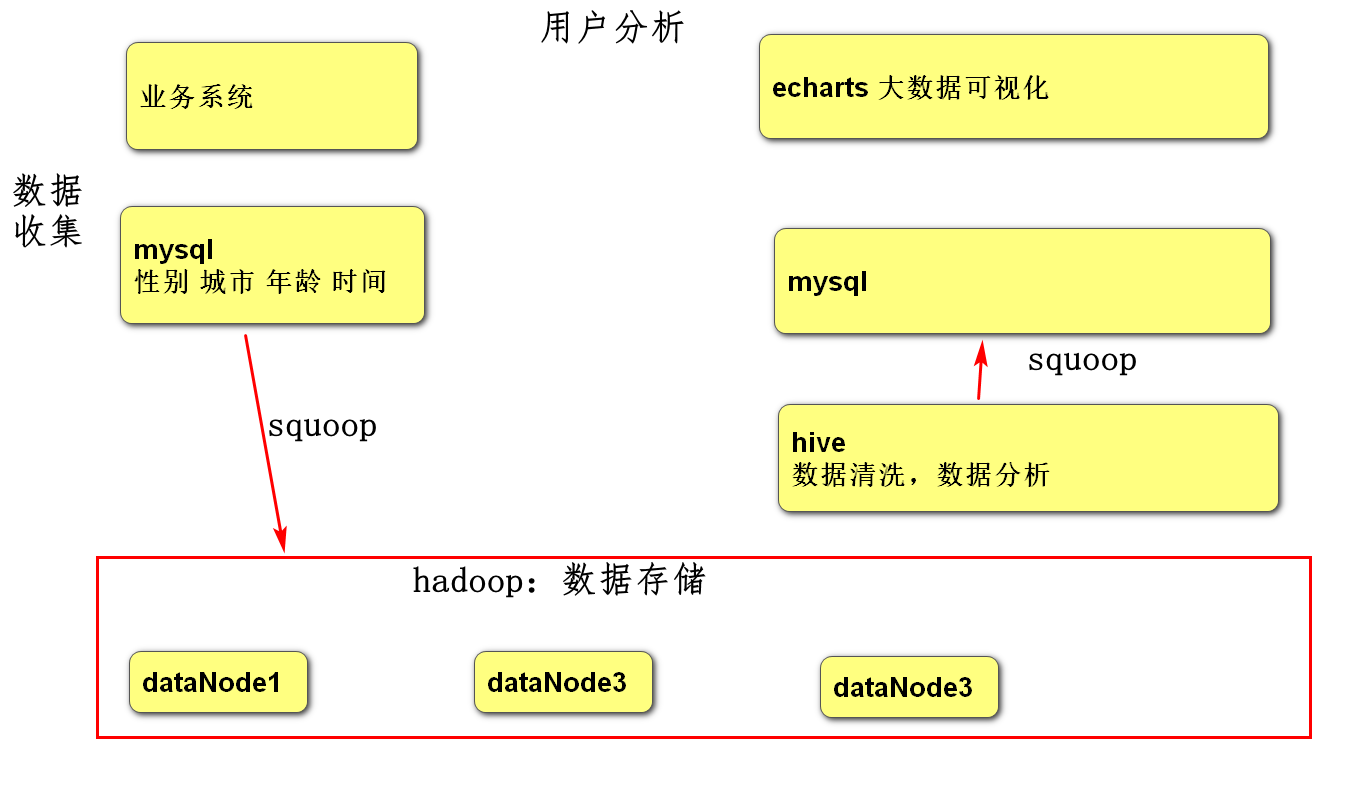 用户分析
业务系统
echarts 大数据可视化
数据
收集
mysql
性别 城市 年龄 时间
mysql
squoop
squoop
hive
数据清洗，数据分析
hadoop：数据存储
dataNode1
dataNode3
dataNode3